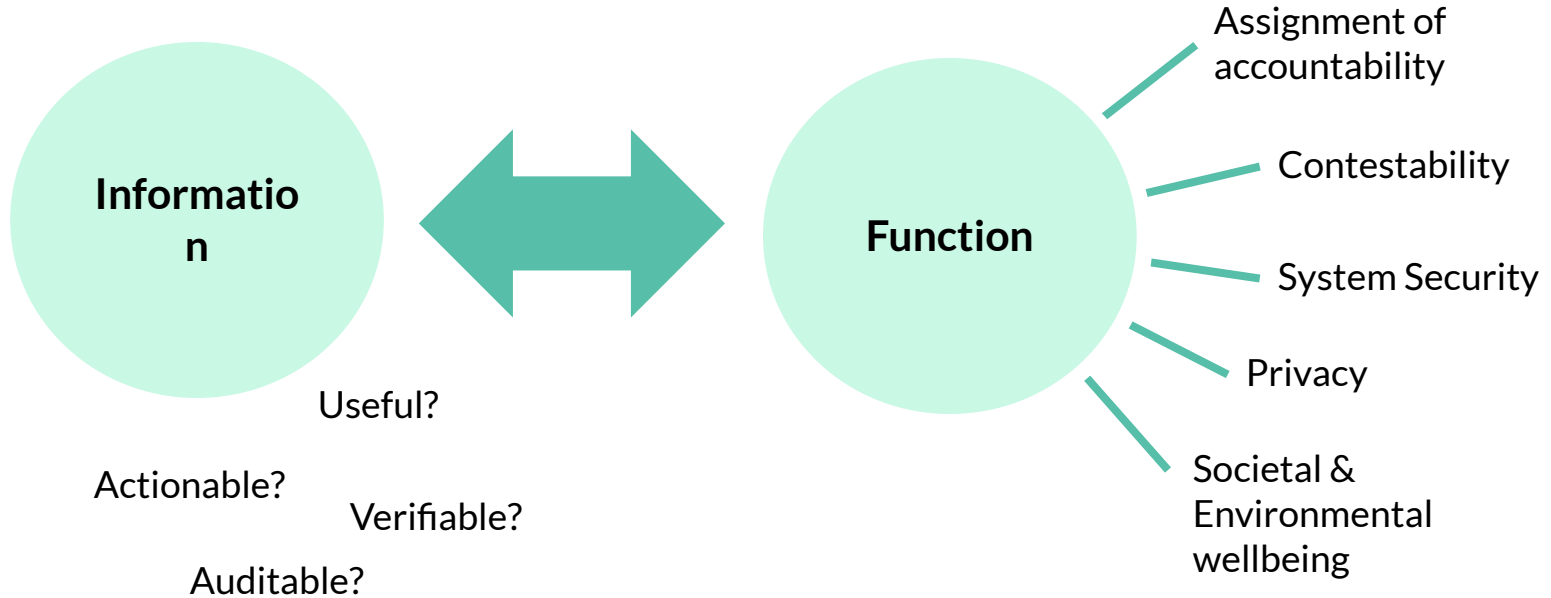 Informatio
n
Useful?
Actionable?
Verifiable?
Auditable?
Function
Assignment of
accountability
Contestability
System Security
Privacy
Societal &
Environmental
wellbeing